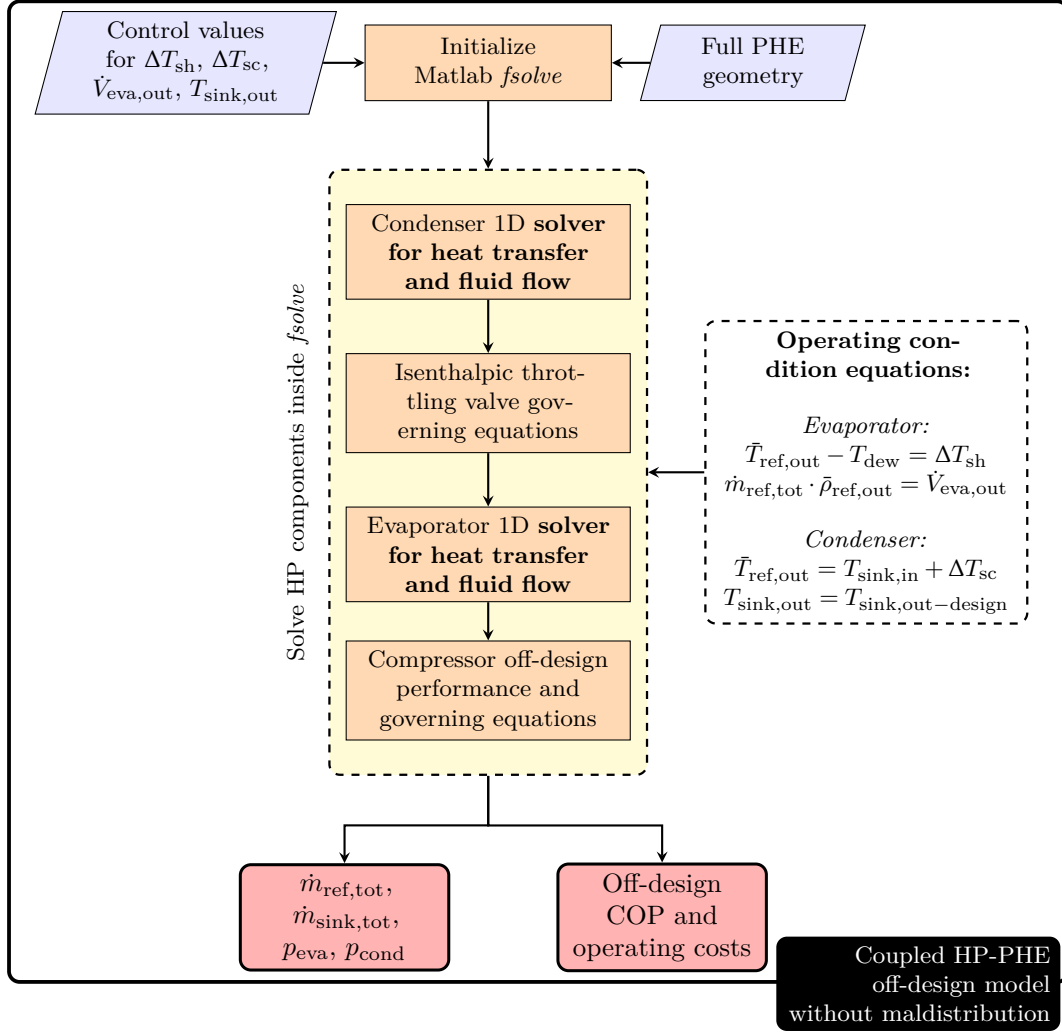 Control values
for ΔT_sh, ΔT_sc,
V̇_eva,out, T_sink,out
Initialize
Matlab fsolve
Full PHE
geometry
Solve HP components inside fsolve
Condenser 1D solver
for heat transfer
and fluid flow
Isenthalpic throt-
tling valve gov-
erning equations
Evaporator 1D solver
for heat transfer
and fluid flow
Compressor off-design
performance and
governing equations
Operating con-
dition equations:
Evaporator:
T̄_ref,out − T_dew = ΔT_sh
ṁ_ref,tot · ρ̄_ref,out = V̇_eva,out
Condenser:
T̄_ref,out = T_sink,in + ΔT_sc
T_sink,out = T_sink,out−design
ṁ_ref,tot,
ṁ_sink,tot,
p_eva, p_cond
Off-design
COP and
operating costs
Coupled HP-PHE
off-design model
without maldistribution